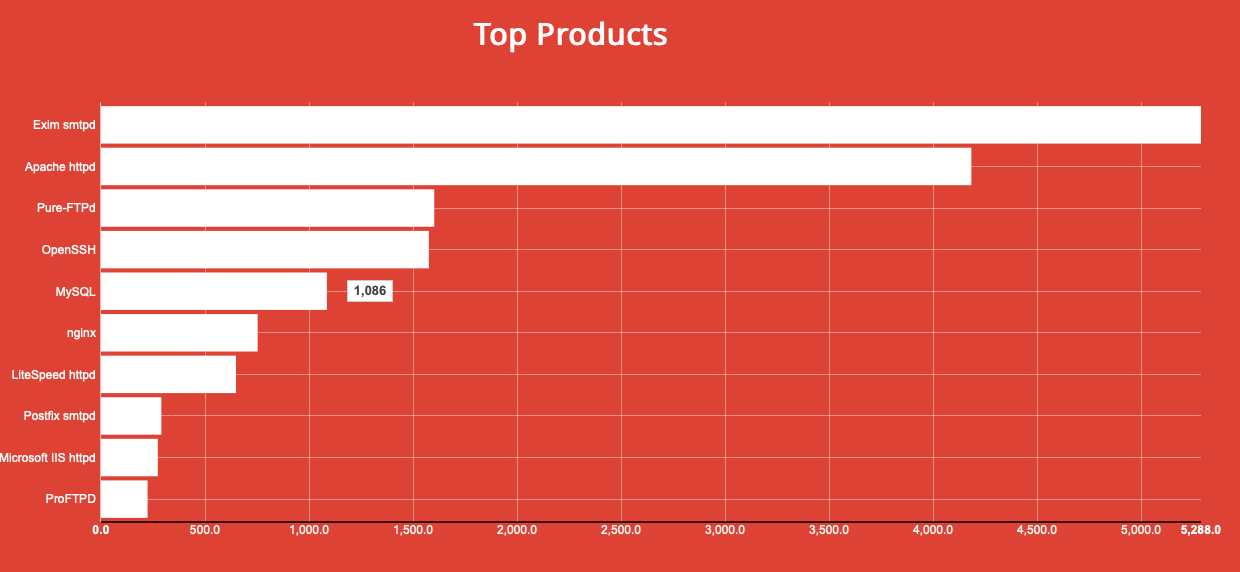 Top Products
Exim smtpd
Apache httpd
Pure-FTPd
OpenSSH
MySQL
1,086
nginx
LiteSpeed httpd
Postfix smtpd
Microsoft IIS httpd
ProFTPD
0.0 500.0 1,000.0 1,500.0 2,000.0 2,500.0 3,000.0 3,500.0 4,000.0 4,500.0 5,000.0 5,288.0